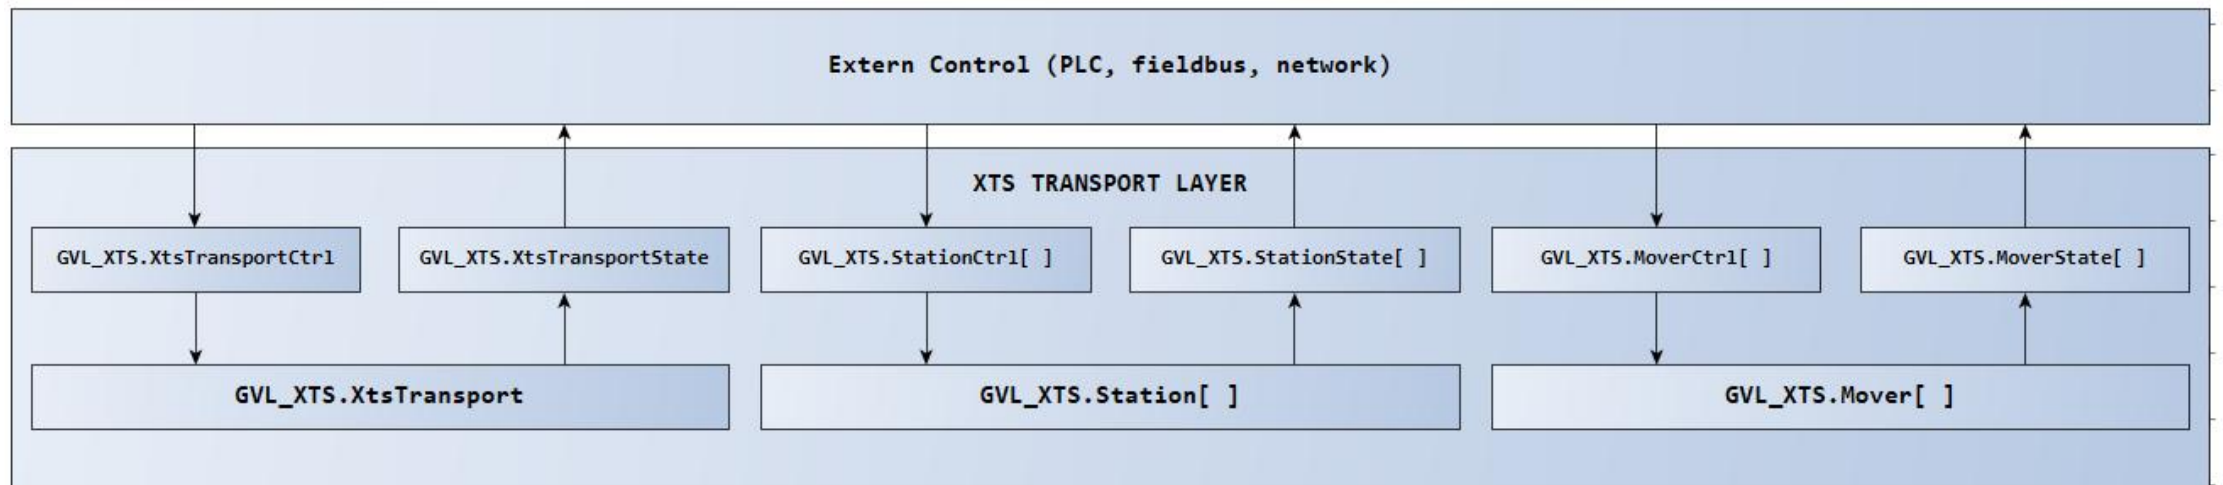 Extern Control (PLC, fieldbus, network)
XTS TRANSPORT LAYER
GVL_XTS.XtsTransportCtrl
GVL_XTS.XtsTransportState
GVL_XTS.StationCtrl[ ]
GVL_XTS.StationState[ ]
GVL_XTS.MoverCtrl[ ]
GVL_XTS.MoverState[ ]
GVL_XTS.XtsTransport
GVL_XTS.Station[ ]
GVL_XTS.Mover[ ]